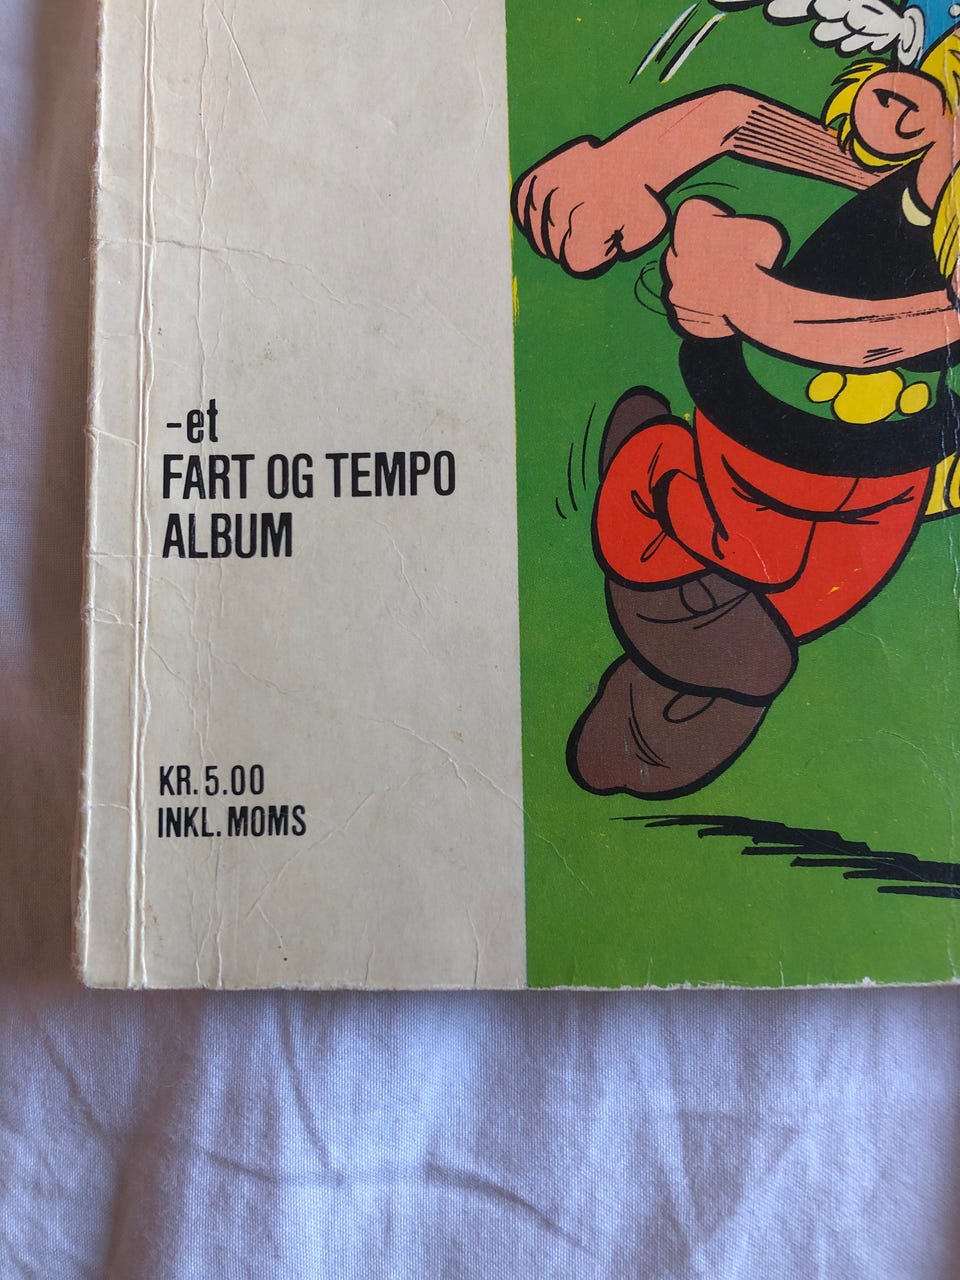 -et
FART OG TEMPO
ALBUM
KR. 5.00
INKL. MOMS